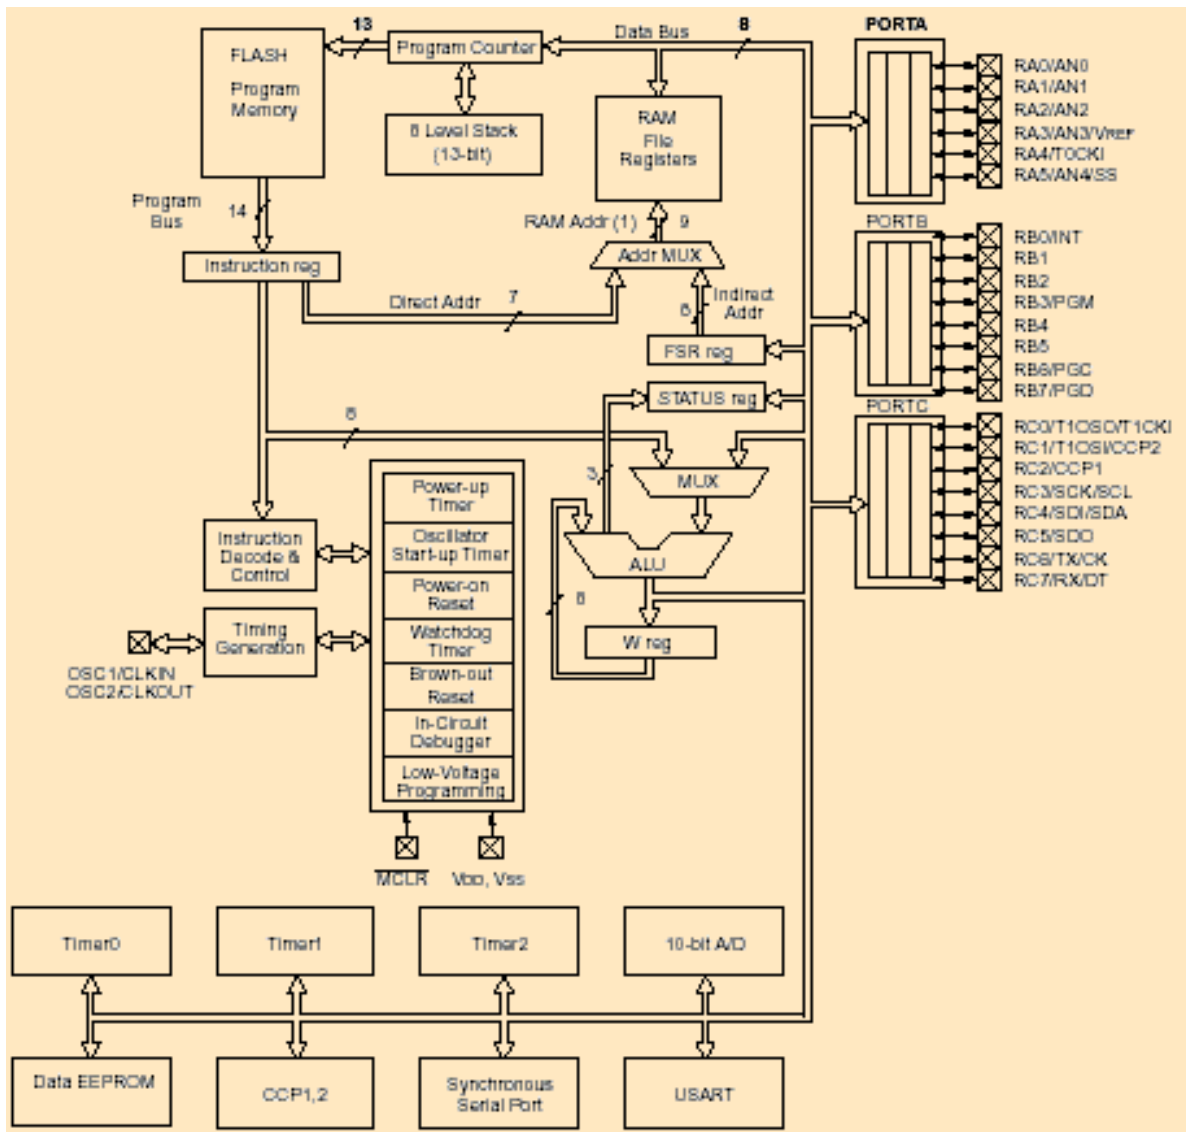 13
Data Bus
8
PORTA
FLASH
Program
Memory
Program Counter
8 Level Stack
(13-bit)
RAM
File
Registers
RA0/AN0
RA1/AN1
RA2/AN2
RA3/AN3/VREF
RA4/T0CKI
RA5/AN4/SS
Program
Bus
14
RAM Addr (1)
9
PORTB
Instruction reg
Addr MUX
RB0/INT
RB1
RB2
RB3/PGM
RB4
RB5
RB6/PGC
RB7/PGD
Direct Addr
7
8
Indirect
Addr
FSR reg
STATUS reg
PORTC
8
3
MUX
RC0/T1OSO/T1CKI
RC1/T1OSI/CCP2
RC2/CCP1
RC3/SCK/SCL
RC4/SDI/SDA
RC5/SDO
RC6/TX/CK
RC7/RX/DT
Power-up
Timer
Oscillator
Start-up Timer
Power-on
Reset
Watchdog
Timer
Brown-out
Reset
In-Circuit
Debugger
Low-Voltage
Programming
Instruction
Decode &
Control
ALU
8
W reg
Timing
Generation
OSC1/CLKIN
OSC2/CLKOUT
MCLR
VDD, VSS
Timer0
Timer1
Timer2
10-bit A/D
Data EEPROM
CCP1,2
Synchronous
Serial Port
USART